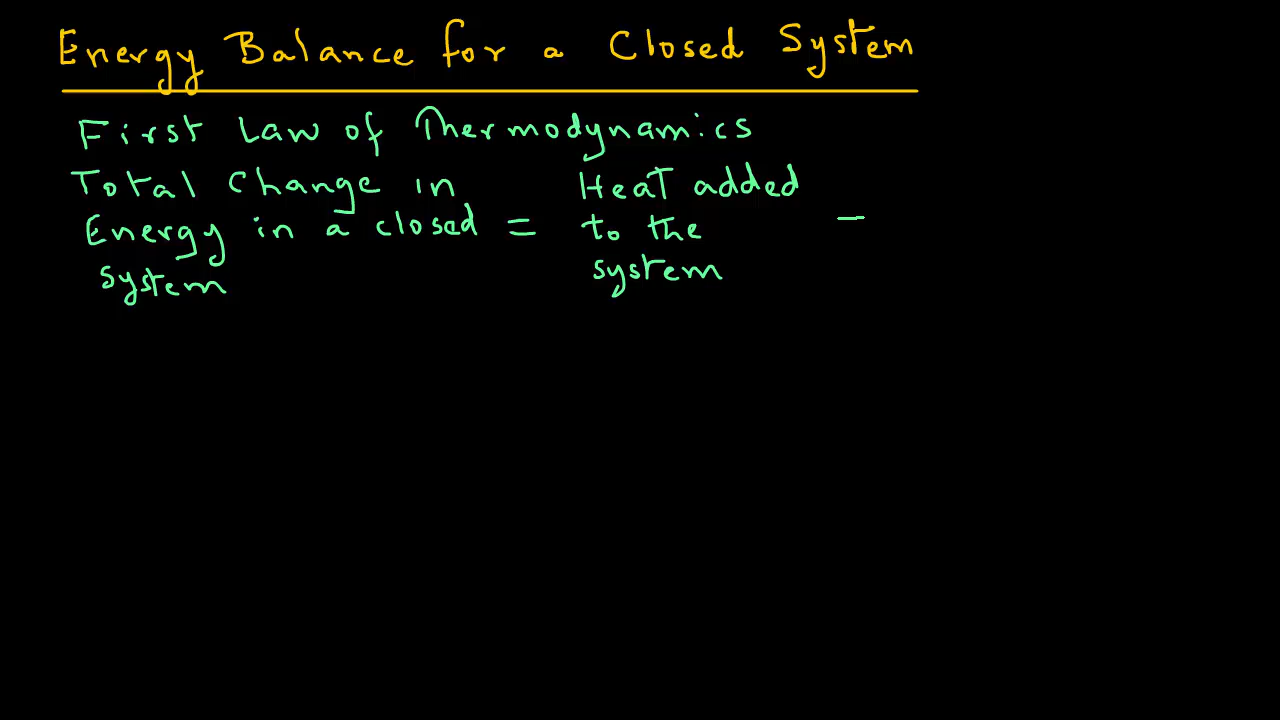 Energy Balance for a Closed System
First Law of Thermodynamics
Total Change in Heat added
Energy in a closed = to the −
system system